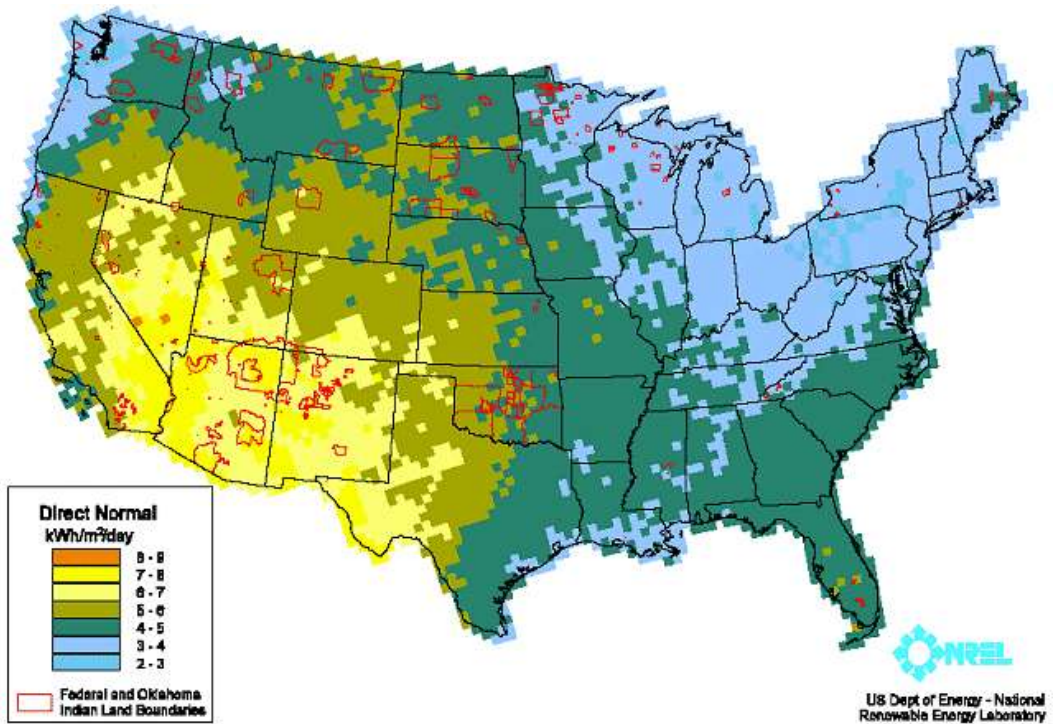 Direct Normal
kWh/m²/day
8 - 9
7 - 8
6 - 7
5 - 6
4 - 5
3 - 4
2 - 3
Federal and Oklahoma
Indian Land Boundaries
NREL
US Dept of Energy - National
Renewable Energy Laboratory